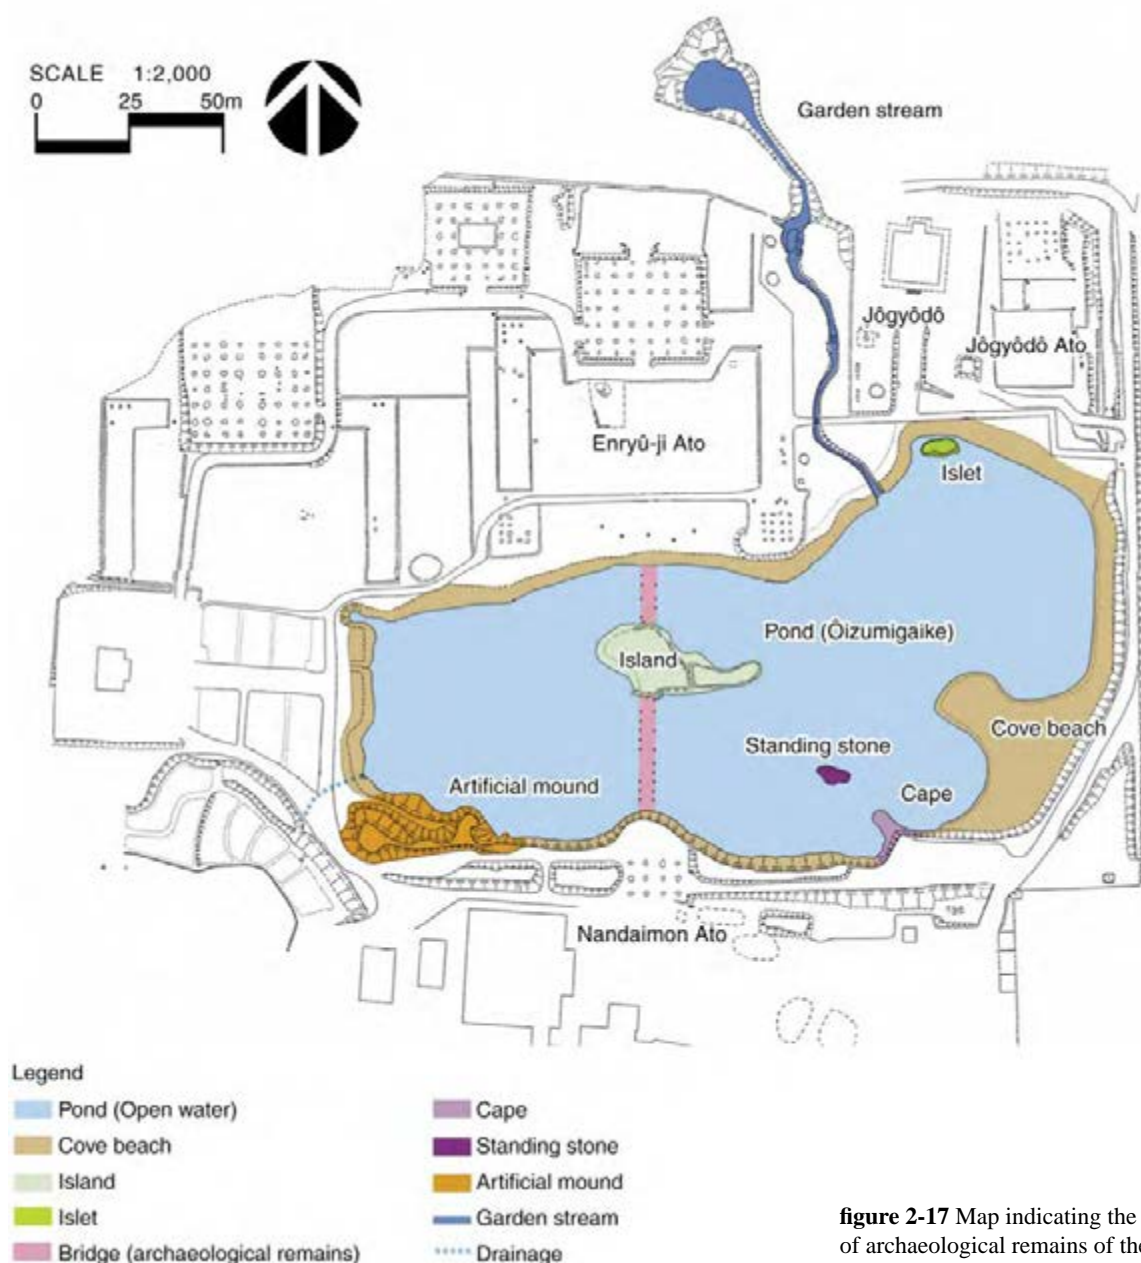 SCALE 1:2,000
0 25 50m
Garden stream
Jôgyôdô
Jôgyôdô Ato
Enryû-ji Ato
Islet
Pond (Ôizumigaike)
Island
Cove beach
Standing stone
Artificial mound
Cape
Nandaimon Ato
Legend
Pond (Open water)
Cove beach
Island
Islet
Bridge (archaeological remains)
Cape
Standing stone
Artificial mound
Garden stream
Drainage
figure 2-17 Map indicating the
of archaeological remains of the